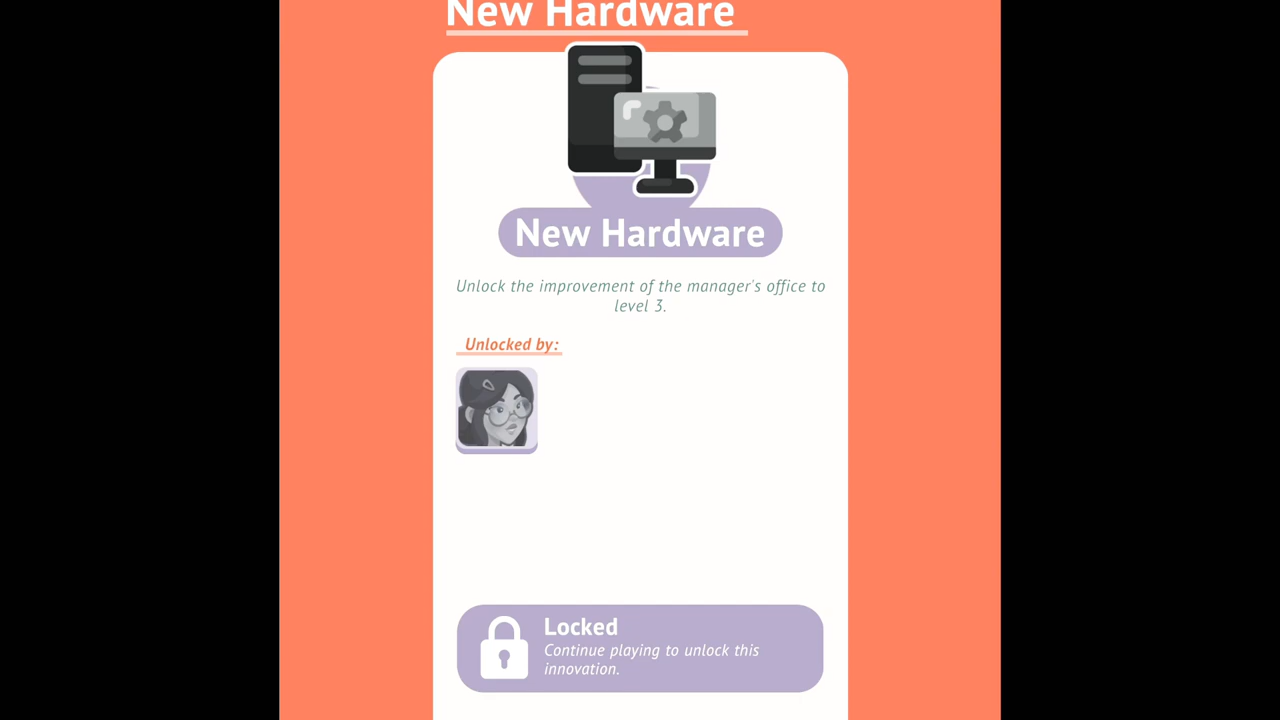 New Hardware
New Hardware
Unlock the improvement of the manager's office to
level 3.
Unlocked by:
Locked
Continue playing to unlock this
innovation.